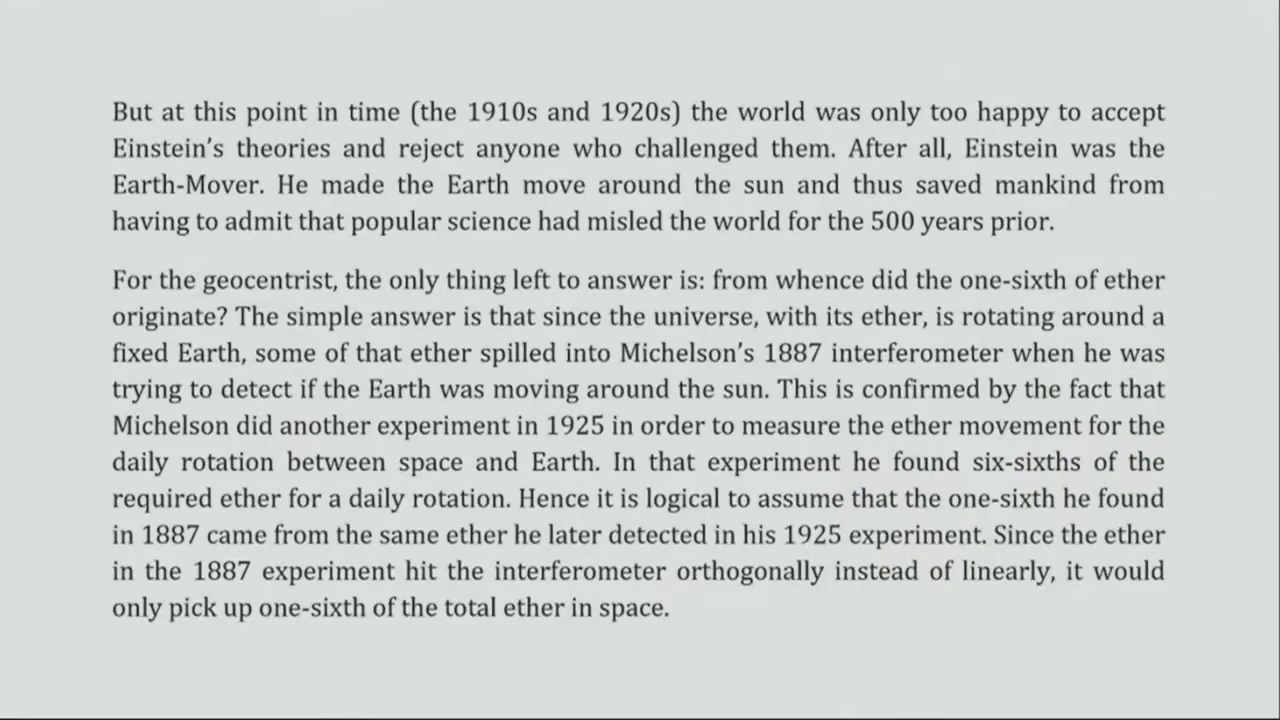 But at this point in time (the 1910s and 1920s) the world was only too happy to accept
Einstein’s theories and reject anyone who challenged them. After all, Einstein was the
Earth-Mover. He made the Earth move around the sun and thus saved mankind from
having to admit that popular science had misled the world for the 500 years prior.
For the geocentrist, the only thing left to answer is: from whence did the one-sixth of ether
originate? The simple answer is that since the universe, with its ether, is rotating around a
fixed Earth, some of that ether spilled into Michelson’s 1887 interferometer when he was
trying to detect if the Earth was moving around the sun. This is confirmed by the fact that
Michelson did another experiment in 1925 in order to measure the ether movement for the
daily rotation between space and Earth. In that experiment he found six-sixths of the
required ether for a daily rotation. Hence it is logical to assume that the one-sixth he found
in 1887 came from the same ether he later detected in his 1925 experiment. Since the ether
in the 1887 experiment hit the interferometer orthogonally instead of linearly, it would
only pick up one-sixth of the total ether in space.